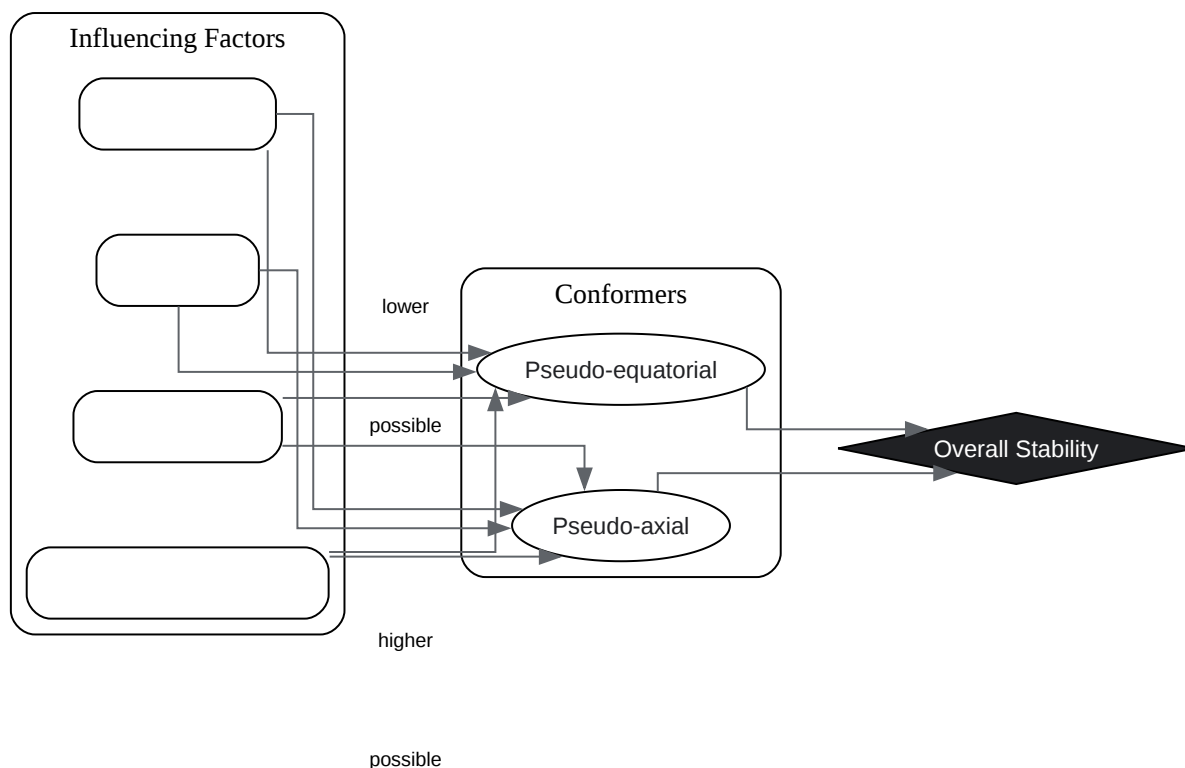 Influencing Factors
lower
Conformers
Pseudo-equatorial
possible
Overall Stability
Pseudo-axial
higher
possible